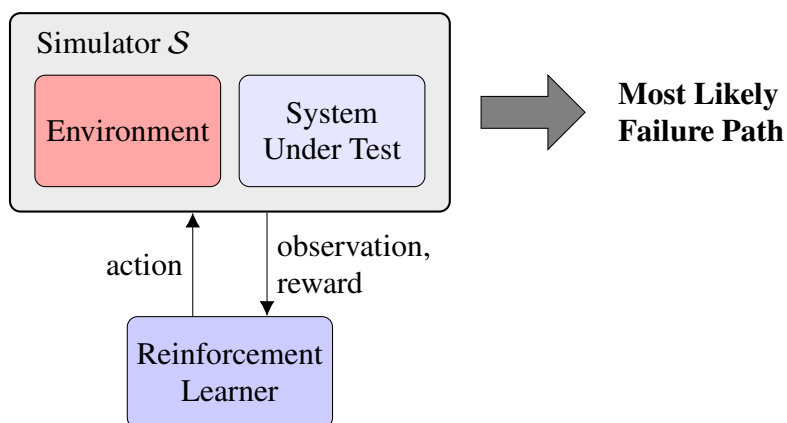 Simulator 𝒮
Environment
System
Under Test
Most Likely
Failure Path
action
observation,
reward
Reinforcement
Learner